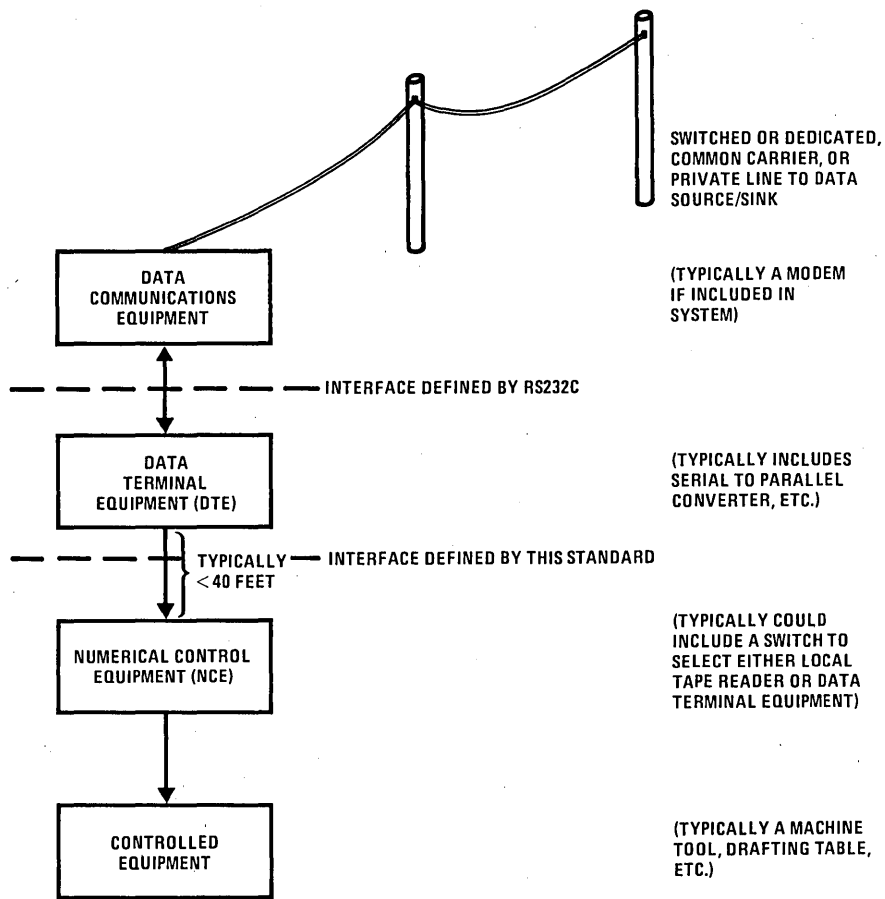 SWITCHED OR DEDICATED,
COMMON CARRIER, OR
PRIVATE LINE TO DATA
SOURCE/SINK
DATA
COMMUNICATIONS
EQUIPMENT
(TYPICALLY A MODEM
IF INCLUDED IN
SYSTEM)
INTERFACE DEFINED BY RS232C
DATA
TERMINAL
EQUIPMENT (DTE)
(TYPICALLY INCLUDES
SERIAL TO PARALLEL
CONVERTER, ETC.)
TYPICALLY
<40 FEET
INTERFACE DEFINED BY THIS STANDARD
NUMERICAL CONTROL
EQUIPMENT (NCE)
(TYPICALLY COULD
INCLUDE A SWITCH TO
SELECT EITHER LOCAL
TAPE READER OR DATA
TERMINAL EQUIPMENT)
CONTROLLED
EQUIPMENT
(TYPICALLY A MACHINE
TOOL, DRAFTING TABLE,
ETC.)